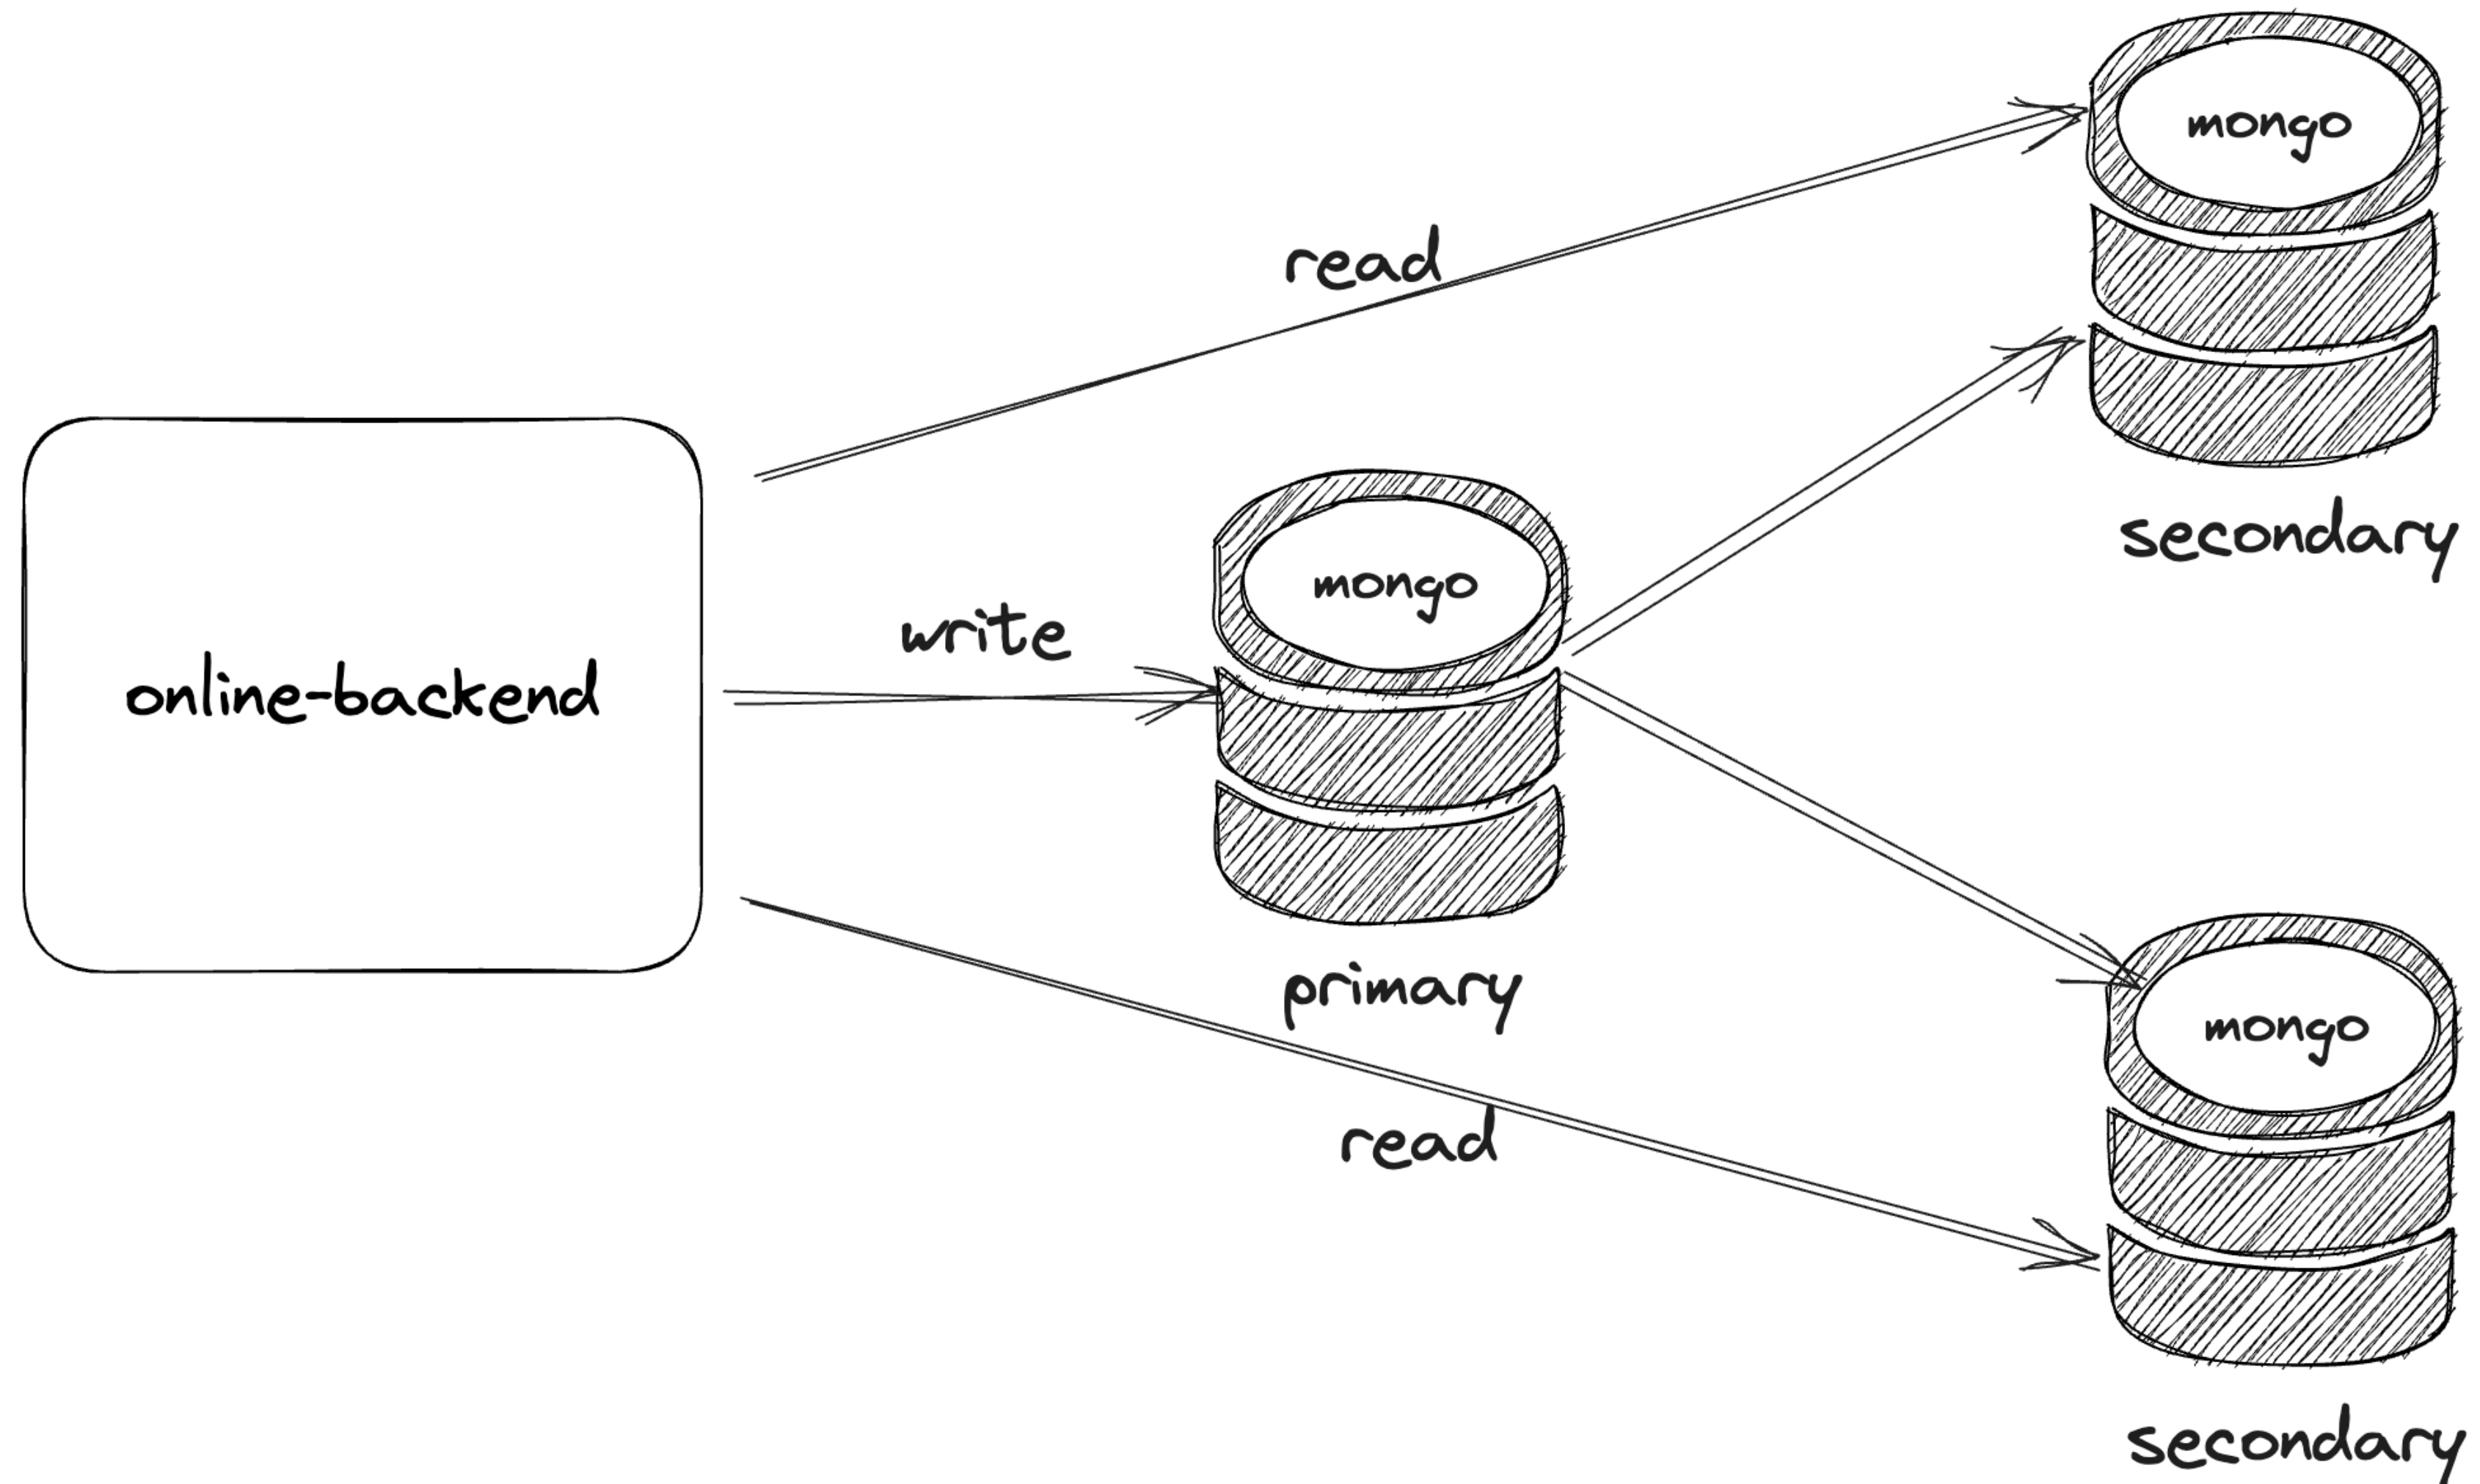 mongo
read
secondary
mongo
write
online-backend
primary
mongo
read
secondary